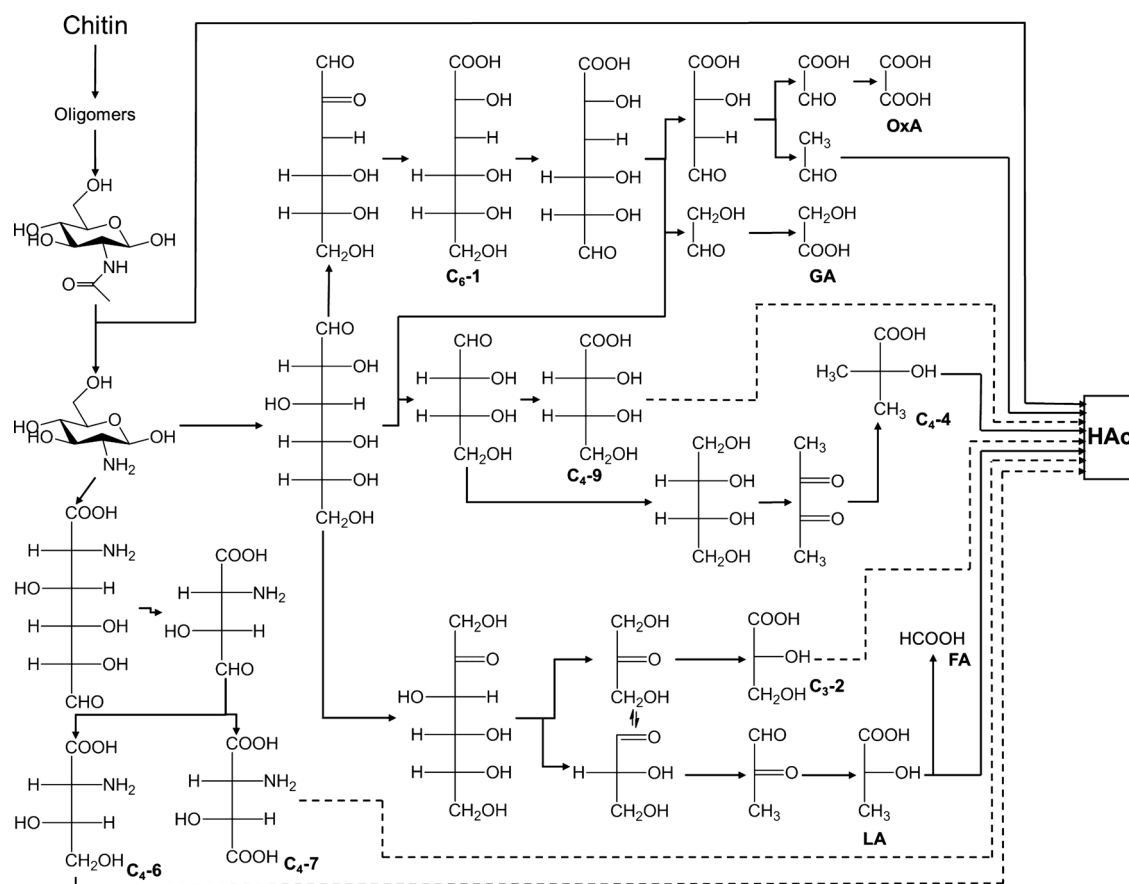 Chitin
Oligomers
OH
HO
HO
O
OH
NH
O
OH
HO
HO
O
OH
NH2
COOH
H NH2
HO H
H OH
H OH
CHO
COOH
H NH2
HO H
CHO
COOH
H NH2
HO H
CH2OH
C4-6
COOH
H NH2
HO H
COOH
C4-7
CHO
O
H
H OH
H OH
CH2OH
COOH
OH
H
H OH
H OH
CH2OH
C6-1
COOH
OH
H
H OH
H OH
CHO
COOH
OH
H
CHO
COOH
CHO
COOH
COOH
OxA
CH3
CHO
CH2OH
CHO
CH2OH
COOH
GA
CHO
H OH
HO H
H OH
H OH
CH2OH
CHO
H OH
H OH
CH2OH
COOH
H OH
H OH
CH2OH
C4-9
CH2OH
H OH
H OH
CH2OH
CH3
O
O
CH3
COOH
H3C OH
CH3
C4-4
HAc
CH2OH
O
HO H
H OH
H OH
CH2OH
CH2OH
O
CH2OH
COOH
OH
CH2OH
C3-2
O
H OH
CH2OH
CHO
O
CH3
COOH
OH
CH3
LA
HCOOH
FA